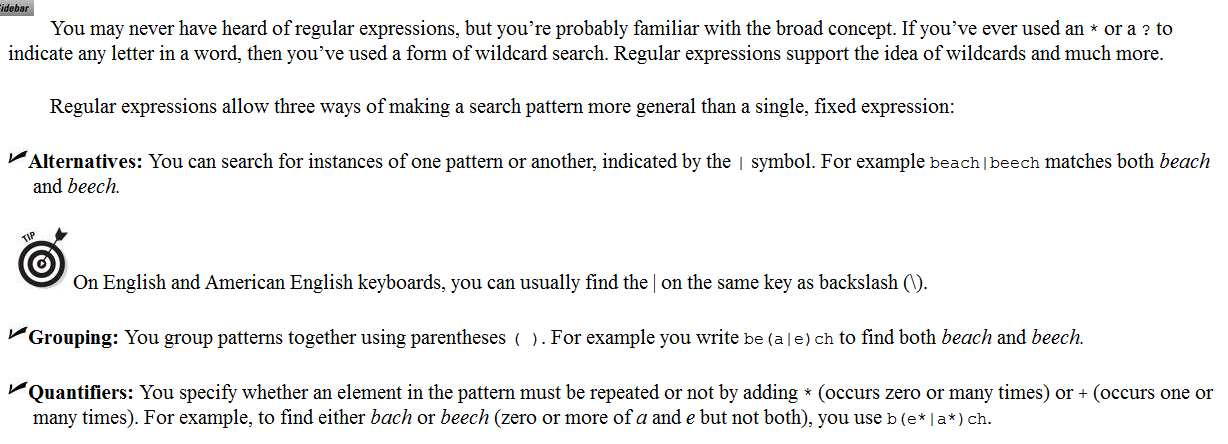 idebar
You may never have heard of regular expressions, but you’re probably familiar with the broad concept. If you’ve ever used an * or a ? to
indicate any letter in a word, then you’ve used a form of wildcard search. Regular expressions support the idea of wildcards and much more.
Regular expressions allow three ways of making a search pattern more general than a single, fixed expression:
Alternatives: You can search for instances of one pattern or another, indicated by the | symbol. For example beach|beech matches both beach
and beech.
TIP
On English and American English keyboards, you can usually find the | on the same key as backslash (\).
Grouping: You group patterns together using parentheses ( ). For example you write be(a|e)ch to find both beach and beech.
Quantifiers: You specify whether an element in the pattern must be repeated or not by adding * (occurs zero or many times) or + (occurs one or
many times). For example, to find either bach or beech (zero or more of a and e but not both), you use b(e*|a*)ch.